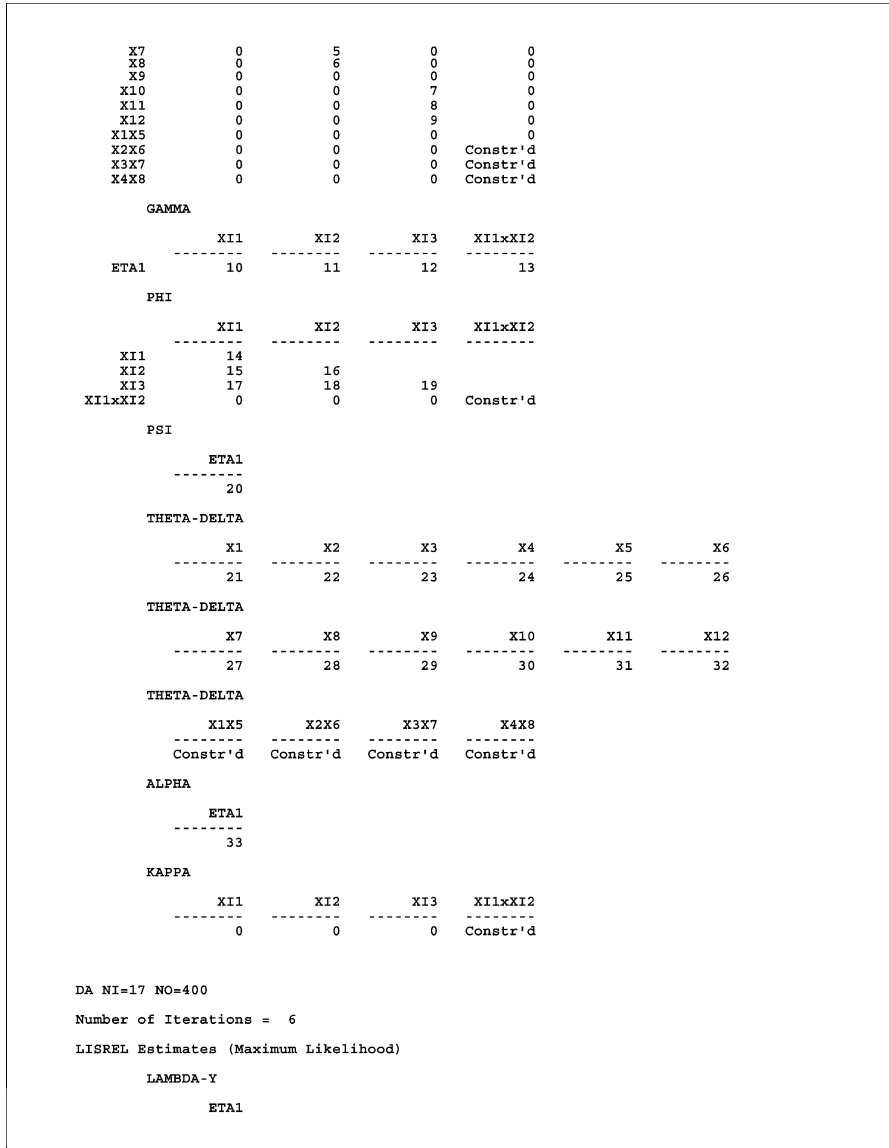 X7 0 5 0 0
X8 0 6 0 0
X9 0 0 0 0
X10 0 0 7 0
X11 0 0 8 0
X12 0 0 9 0
X1X5 0 0 0 0
X2X6 0 0 0 Constr'd
X3X7 0 0 0 Constr'd
X4X8 0 0 0 Constr'd
GAMMA
XI1 XI2 XI3 XI1xXI2
-------- -------- -------- --------
ETA1 10 11 12 13
PHI
XI1 XI2 XI3 XI1xXI2
-------- -------- -------- --------
XI1 14
XI2 15 16
XI3 17 18 19
XI1xXI2 0 0 0 Constr'd
PSI
ETA1
--------
20
THETA-DELTA
X1 X2 X3 X4 X5 X6
-------- -------- -------- -------- -------- --------
21 22 23 24 25 26
THETA-DELTA
X7 X8 X9 X10 X11 X12
-------- -------- -------- -------- -------- --------
27 28 29 30 31 32
THETA-DELTA
X1X5 X2X6 X3X7 X4X8
-------- -------- -------- --------
Constr'd Constr'd Constr'd Constr'd
ALPHA
ETA1
--------
33
KAPPA
XI1 XI2 XI3 XI1xXI2
-------- -------- -------- --------
0 0 0 Constr'd
DA NI=17 NO=400
Number of Iterations = 6
LISREL Estimates (Maximum Likelihood)
LAMBDA-Y
ETA1